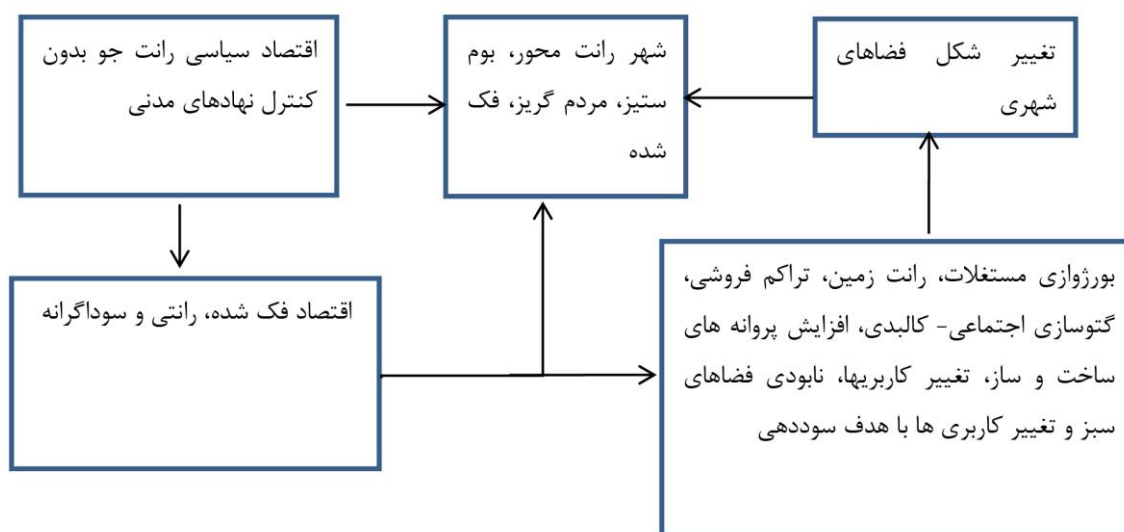 تغییر شکل فضاهای
شهری
شهر رانت محور، بوم
ستیز، مردم گریز، فک
شده
اقتصاد سیاسی رانت جو بدون
کنترل نهادهای مدنی
اقتصاد فک شده، رانتی و سوداگرانه
بورژوازی مستغلات، رانت زمین، تراکم فروشی،
گتوسازی اجتماعی- کالبدی، افزایش پروانه های
ساخت و ساز، تغییر کاربریها، نابودی فضاهای
سبز و تغییر کاربری ها با هدف سوددهی